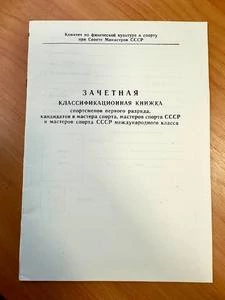 Комитет по физической культуре и спорту
при Совете Министров СССР
ЗАЧЕТНАЯ
КЛАССИФИКАЦИОННАЯ КНИЖКА
спортсменов первого разряда,
кандидатов в мастера спорта, мастеров спорта СССР
и мастеров спорта СССР международного класса